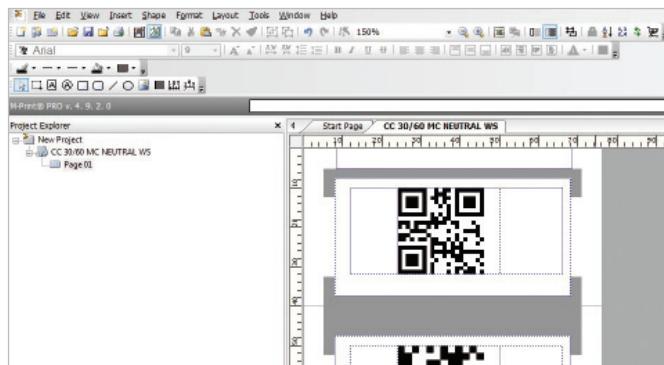 File Edit View Insert Shape Format Layout Tools Window Help
150%
Arial 9
M-Print® PRO v. 4. 9. 2. 0
Project Explorer × Start Page CC 30/60 MC NEUTRAL WS
New Project
CC 30/60 MC NEUTRAL WS
Page 01